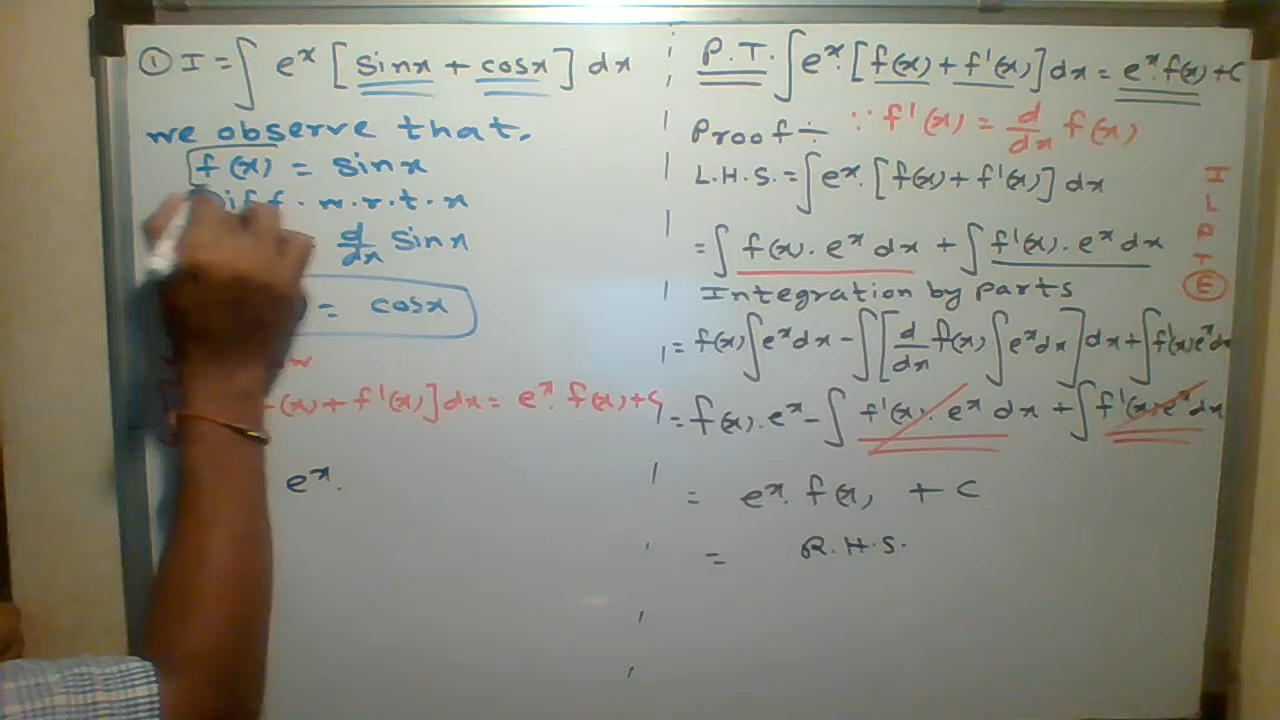 ① I = ∫ eˣ [sinx + cosx] dx
we observe that,
f(x) = sinx
Diff. w.r.t. x
d/dx sinx
= cosx
(x) + f'(x)] dx = eˣ. f(x) + c
eˣ.
P.T. ∫ eˣ. [f(x) + f'(x)] dx = eˣ. f(x) + c
Proof :- ∵ f'(x) = d/dx f(x)
L.H.S. = ∫ eˣ. [f(x) + f'(x)] dx
= ∫ f(x). eˣ dx + ∫ f'(x). eˣ dx
Integration by Parts
= f(x) ∫ eˣ dx - ∫ [d/dx f(x) ∫ eˣ dx] dx + ∫ f'(x) eˣ dx
= f(x). eˣ - ∫ f'(x). eˣ dx + ∫ f'(x). eˣ dx
= eˣ. f(x) + c
= R.H.S.
I
L
A
T
E